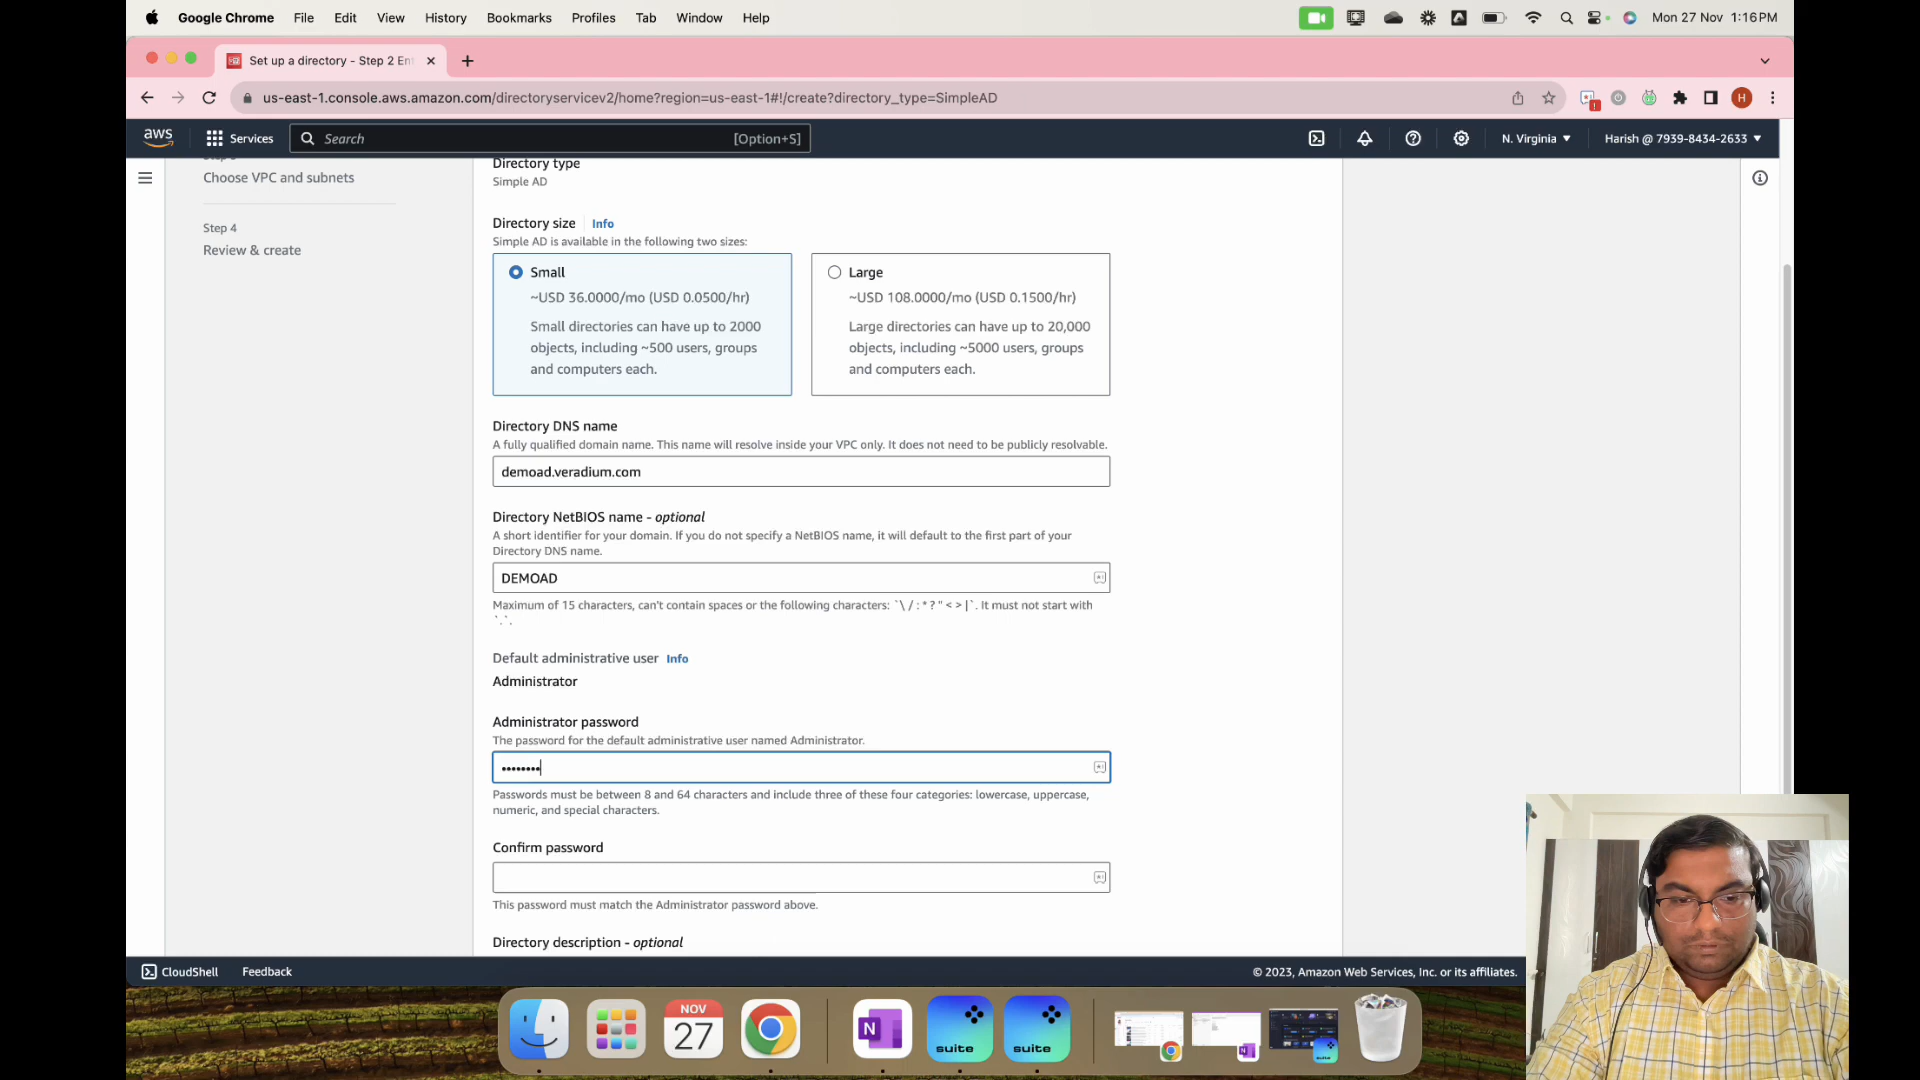 Google Chrome File Edit View History Bookmarks Profiles Tab Window Help Mon 27 Nov 1:16 PM
Set up a directory - Step 2 En
us-east-1.console.aws.amazon.com/directoryservicev2/home?region=us-east-1#!/create?directory_type=SimpleAD
H
aws Services Search [Option+S] N. Virginia Harish @ 7939-8434-2633
Choose VPC and subnets
Step 4
Review & create
Directory type
Simple AD
Directory size Info
Simple AD is available in the following two sizes:
Small
~USD 36.0000/mo (USD 0.0500/hr)
Small directories can have up to 2000
objects, including ~500 users, groups
and computers each.
Large
~USD 108.0000/mo (USD 0.1500/hr)
Large directories can have up to 20,000
objects, including ~5000 users, groups
and computers each.
Directory DNS name
A fully qualified domain name. This name will resolve inside your VPC only. It does not need to be publicly resolvable.
demoad.veradium.com
Directory NetBIOS name - optional
A short identifier for your domain. If you do not specify a NetBIOS name, it will default to the first part of your
Directory DNS name.
DEMOAD
Maximum of 15 characters, can't contain spaces or the following characters: `\ / : * ? " < > |`. It must not start with
`.`.
Default administrative user Info
Administrator
Administrator password
The password for the default administrative user named Administrator.
••••••••
Passwords must be between 8 and 64 characters and include three of these four categories: lowercase, uppercase,
numeric, and special characters.
Confirm password
This password must match the Administrator password above.
Directory description - optional
CloudShell Feedback © 2023, Amazon Web Services, Inc. or its affiliates.
NOV
27
N
suite
suite